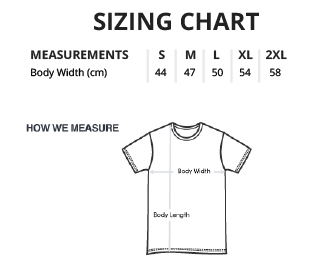 SIZING CHART
MEASUREMENTS S M L XL 2XL
Body Width (cm) 44 47 50 54 58
HOW WE MEASURE
Body Width
Body Length